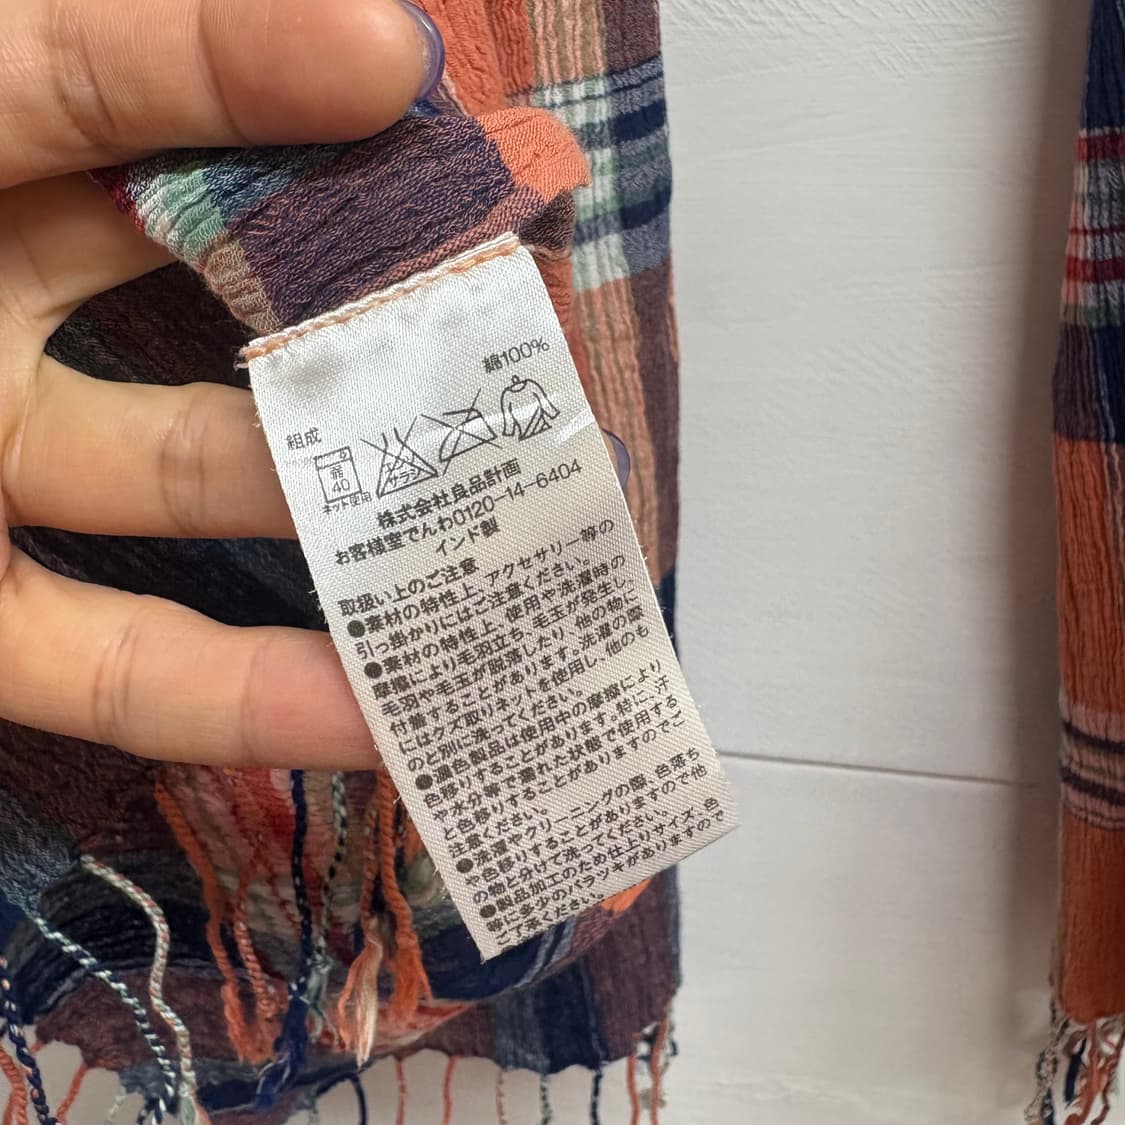 綿100%
組成
弱
40
ネット使用
エンソ
サラシ
株式会社良品計画
お客様室でんわ0120-14-6404
インド製
取扱い上のご注意
●素材の特性上、アクセサリー等の
引っ掛かりにはご注意ください。
●素材の特性上、使用や洗濯時の
摩擦により毛羽立ち、毛玉が発生し、
毛羽や毛玉が脱落したり、他の物に
付着することがあります。洗濯の際
にはクズ取りネットを使用し、他のも
のと別に洗ってください。
●濃色製品は使用中の摩擦により
色移りすることがあります。特に、汗
や水分等で濡れた状態で使用する
と色移りすることがありますのでご
注意ください。
●洗濯やクリーニングの際、色落ち
や色移りすることがありますので他
の物と分けて洗ってください。
●製品加工のため仕上りサイズ、色
等に多少のバラツキがありますので
ご了承ください。